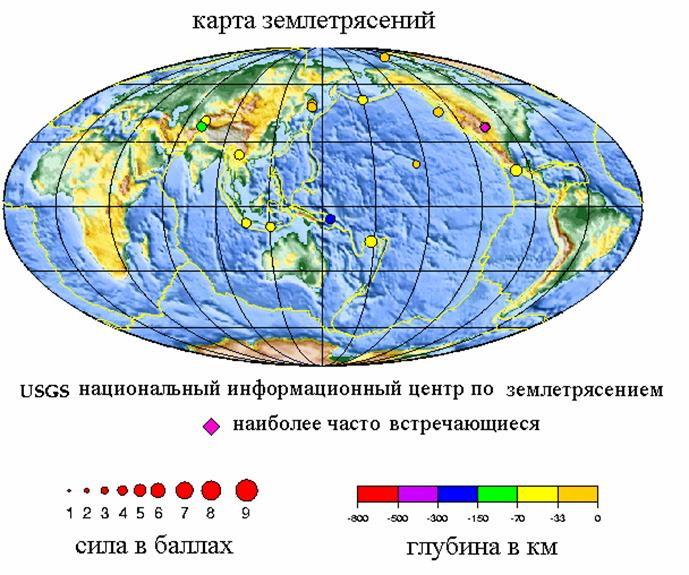 карта землетрясений
USGS национальный информационный центр по землетрясением
наиболее часто встречающиеся
1 2 3 4 5 6 7 8 9
сила в баллах
-800 -500 -300 -150 -70 -33 0
глубина в км